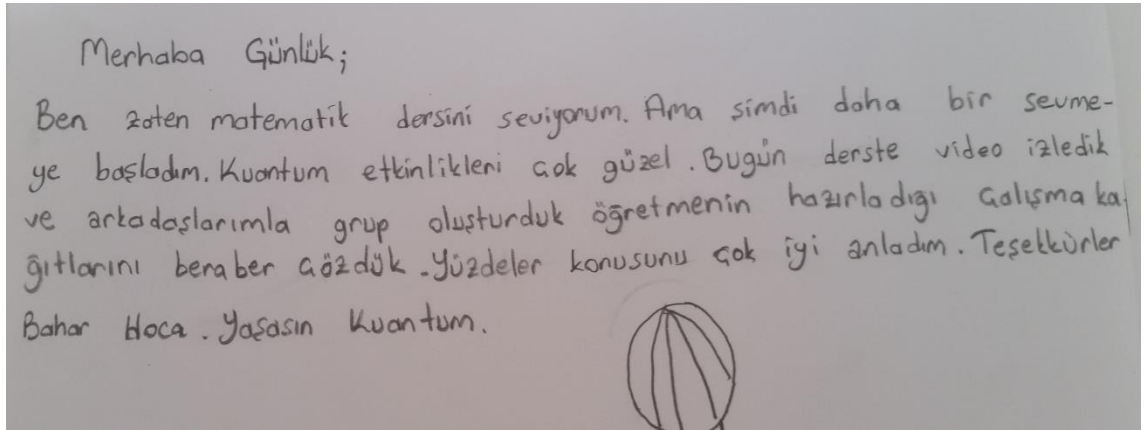 Merhaba Günlük;
Ben zaten matematik dersini seviyorum. Ama simdi daha bir sevme-
ye başladım. Kuantum etkinlikleri çok güzel. Bugün derste video izledik
ve arkadaşlarımla grup oluşturduk öğretmenin hazırladığı çalışma ka
ğıtlarını beraber çözdük. Yüzdeler konusunu çok iyi anladım. Teşekkürler
Bahar Hoca. Yaşasın Kuantum.